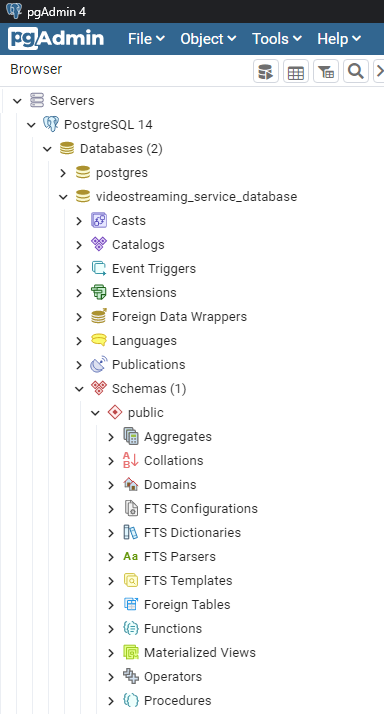 pgAdmin 4
pgAdmin File Object Tools Help
Browser
Servers
PostgreSQL 14
Databases (2)
postgres
videostreaming_service_database
Casts
Catalogs
Event Triggers
Extensions
Foreign Data Wrappers
Languages
Publications
Schemas (1)
public
Aggregates
Collations
Domains
FTS Configurations
FTS Dictionaries
Aa FTS Parsers
FTS Templates
Foreign Tables
Functions
Materialized Views
Operators
Procedures